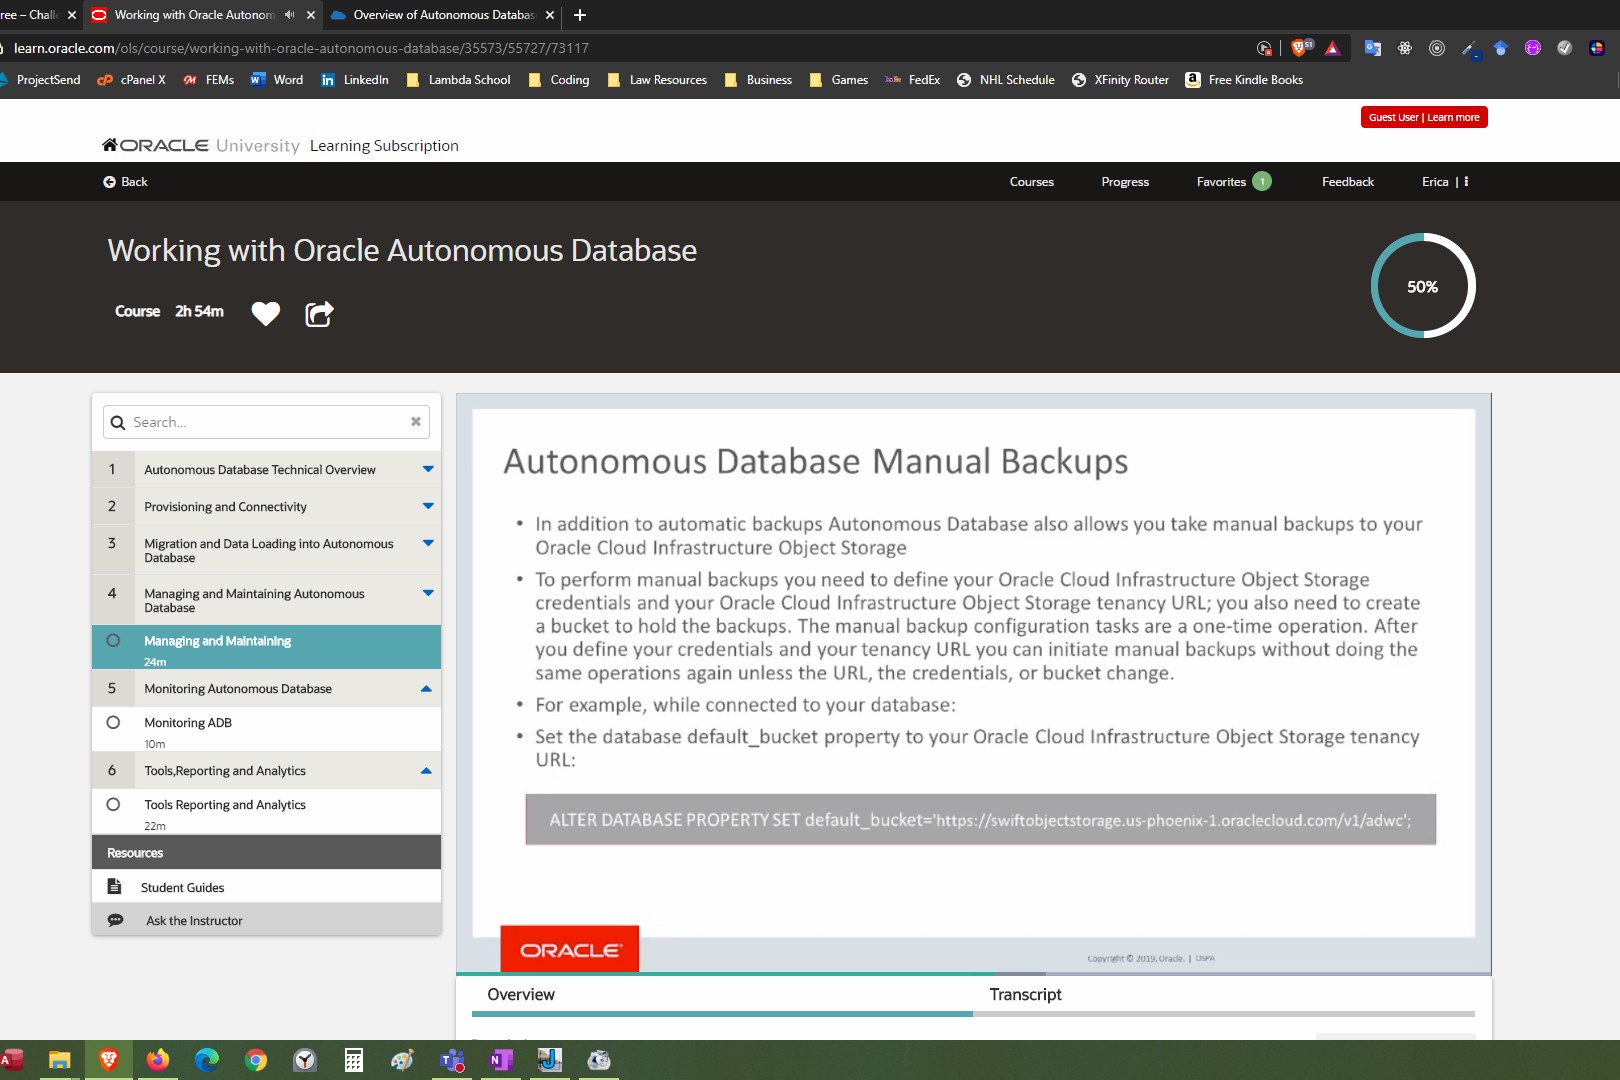 ree – Chall
Working with Oracle Autonom
Overview of Autonomous Databas
learn.oracle.com/ols/course/working-with-oracle-autonomous-database/35573/55727/73117
51
ProjectSend
cPanel X
FEMs
Word
LinkedIn
Lambda School
Coding
Law Resources
Business
Games
FedEx
NHL Schedule
XFinity Router
Free Kindle Books
Guest User | Learn more
ORACLE University Learning Subscription
Back
Courses
Progress
Favorites 1
Feedback
Erica |
Working with Oracle Autonomous Database
Course 2h 54m
50%
Search...
1 Autonomous Database Technical Overview
2 Provisioning and Connectivity
3 Migration and Data Loading into Autonomous
Database
4 Managing and Maintaining Autonomous
Database
Managing and Maintaining
24m
5 Monitoring Autonomous Database
Monitoring ADB
10m
6 Tools,Reporting and Analytics
Tools Reporting and Analytics
22m
Resources
Student Guides
Ask the Instructor
Autonomous Database Manual Backups
• In addition to automatic backups Autonomous Database also allows you take manual backups to your
Oracle Cloud Infrastructure Object Storage
• To perform manual backups you need to define your Oracle Cloud Infrastructure Object Storage
credentials and your Oracle Cloud Infrastructure Object Storage tenancy URL; you also need to create
a bucket to hold the backups. The manual backup configuration tasks are a one-time operation. After
you define your credentials and your tenancy URL you can initiate manual backups without doing the
same operations again unless the URL, the credentials, or bucket change.
• For example, while connected to your database:
• Set the database default_bucket property to your Oracle Cloud Infrastructure Object Storage tenancy
URL:
ALTER DATABASE PROPERTY SET default_bucket='https://swiftobjectstorage.us-phoenix-1.oraclecloud.com/v1/adwc';
ORACLE
Copyright © 2019, Oracle. |
Overview
Transcript